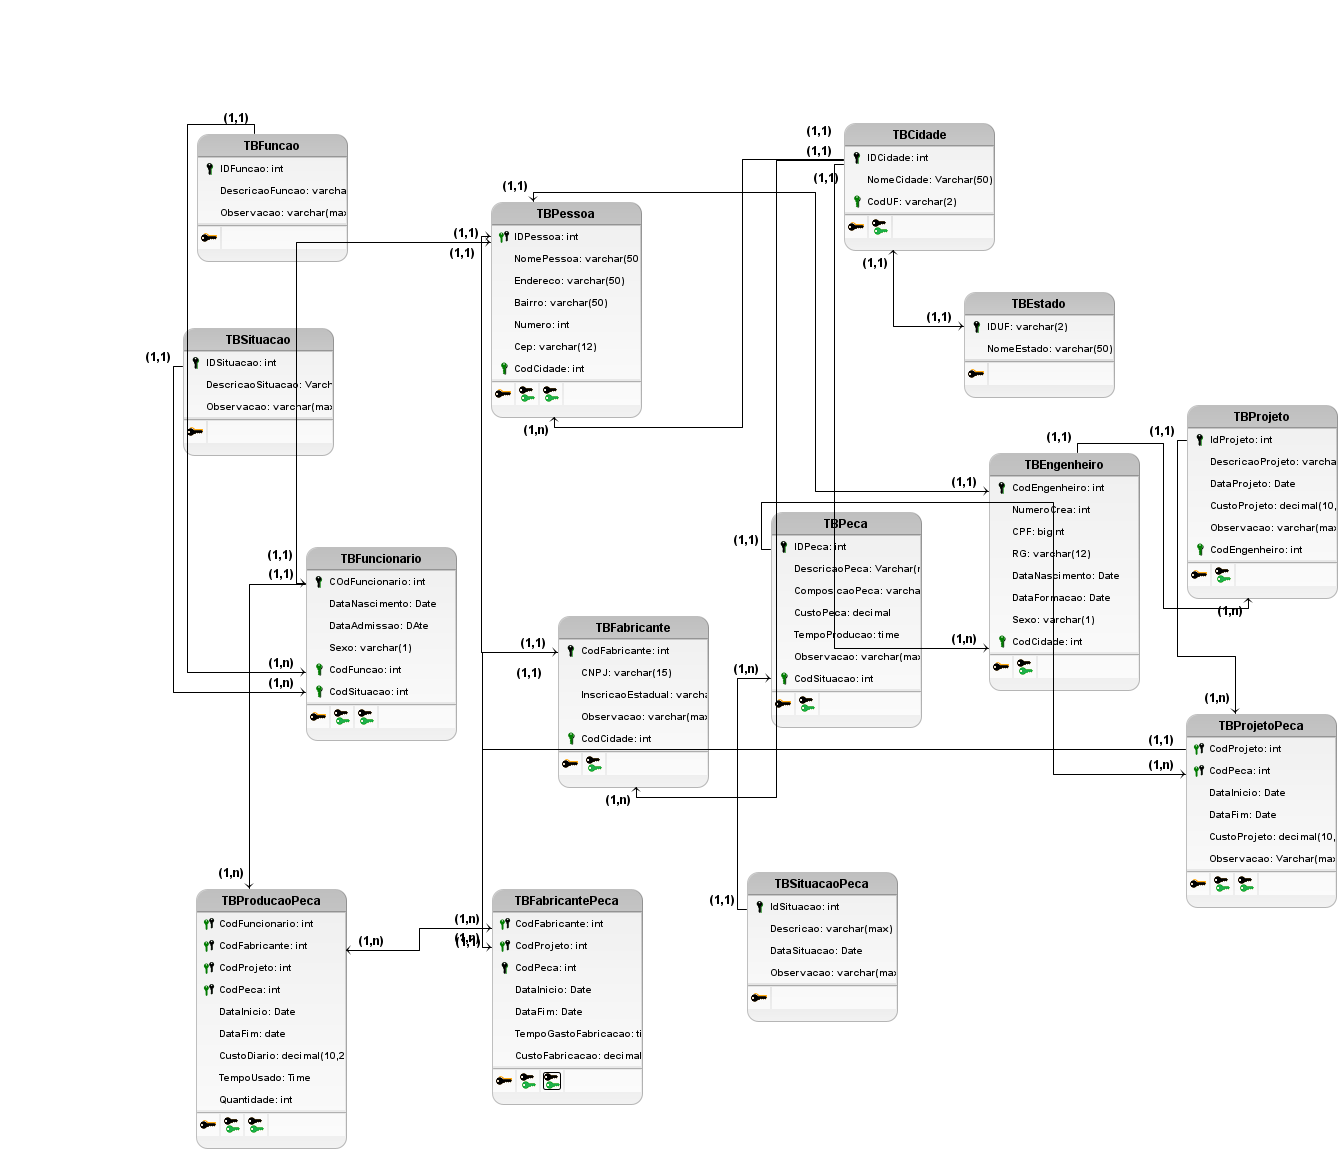 (1,1)
TBFuncao
IDFuncao: int
DescricaoFuncao: varcha
Observacao: varchar(max
(1,1)
TBSituacao
IDSituacao: int
DescricaoSituacao: Varch
Observacao: varchar(max
(1,1)
(1,1)
(1,1)
TBPessoa
IDPessoa: int
NomePessoa: varchar(50
Endereco: varchar(50)
Bairro: varchar(50)
Numero: int
Cep: varchar(12)
CodCidade: int
(1,n)
(1,1)
(1,1)
(1,1)
TBCidade
IDCidade: int
NomeCidade: Varchar(50)
CodUF: varchar(2)
(1,1)
(1,1)
TBEstado
IDUF: varchar(2)
NomeEstado: varchar(50)
(1,1)
(1,1)
TBEngenheiro
CodEngenheiro: int
NumeroCrea: int
CPF: bigint
RG: varchar(12)
DataNascimento: Date
DataFormacao: Date
Sexo: varchar(1)
CodCidade: int
(1,n)
(1,1)
TBProjeto
IdProjeto: int
DescricaoProjeto: varcha
DataProjeto: Date
CustoProjeto: decimal(10,
Observacao: varchar(max
CodEngenheiro: int
(1,n)
(1,1)
TBPeca
IDPeca: int
DescricaoPeca: Varchar(r
ComposicaoPeca: varcha
CustoPeca: decimal
TempoProducao: time
Observacao: varchar(max
CodSituacao: int
(1,n)
(1,1)
(1,1)
TBFuncionario
COdFuncionario: int
DataNascimento: Date
DataAdmissao: DAte
Sexo: varchar(1)
CodFuncao: int
CodSituacao: int
(1,n)
(1,n)
(1,1)
(1,1)
TBFabricante
CodFabricante: int
CNPJ: varchar(15)
InscricaoEstadual: varcha
Observacao: varchar(max
CodCidade: int
(1,n)
(1,n)
(1,1)
(1,n)
TBProjetoPeca
CodProjeto: int
CodPeca: int
DataInicio: Date
DataFim: Date
CustoProjeto: decimal(10,
Observacao: Varchar(max
(1,n)
TBProducaoPeca
CodFuncionario: int
CodFabricante: int
CodProjeto: int
CodPeca: int
DataInicio: Date
DataFim: date
CustoDiario: decimal(10,2
TempoUsado: Time
Quantidade: int
(1,n)
(1,n)
TBFabricantePeca
CodFabricante: int
CodProjeto: int
CodPeca: int
DataInicio: Date
DataFim: Date
TempoGastoFabricacao: ti
CustoFabricacao: decimal
(1,1)
TBSituacaoPeca
IdSituacao: int
Descricao: varchar(max)
DataSituacao: Date
Observacao: varchar(max